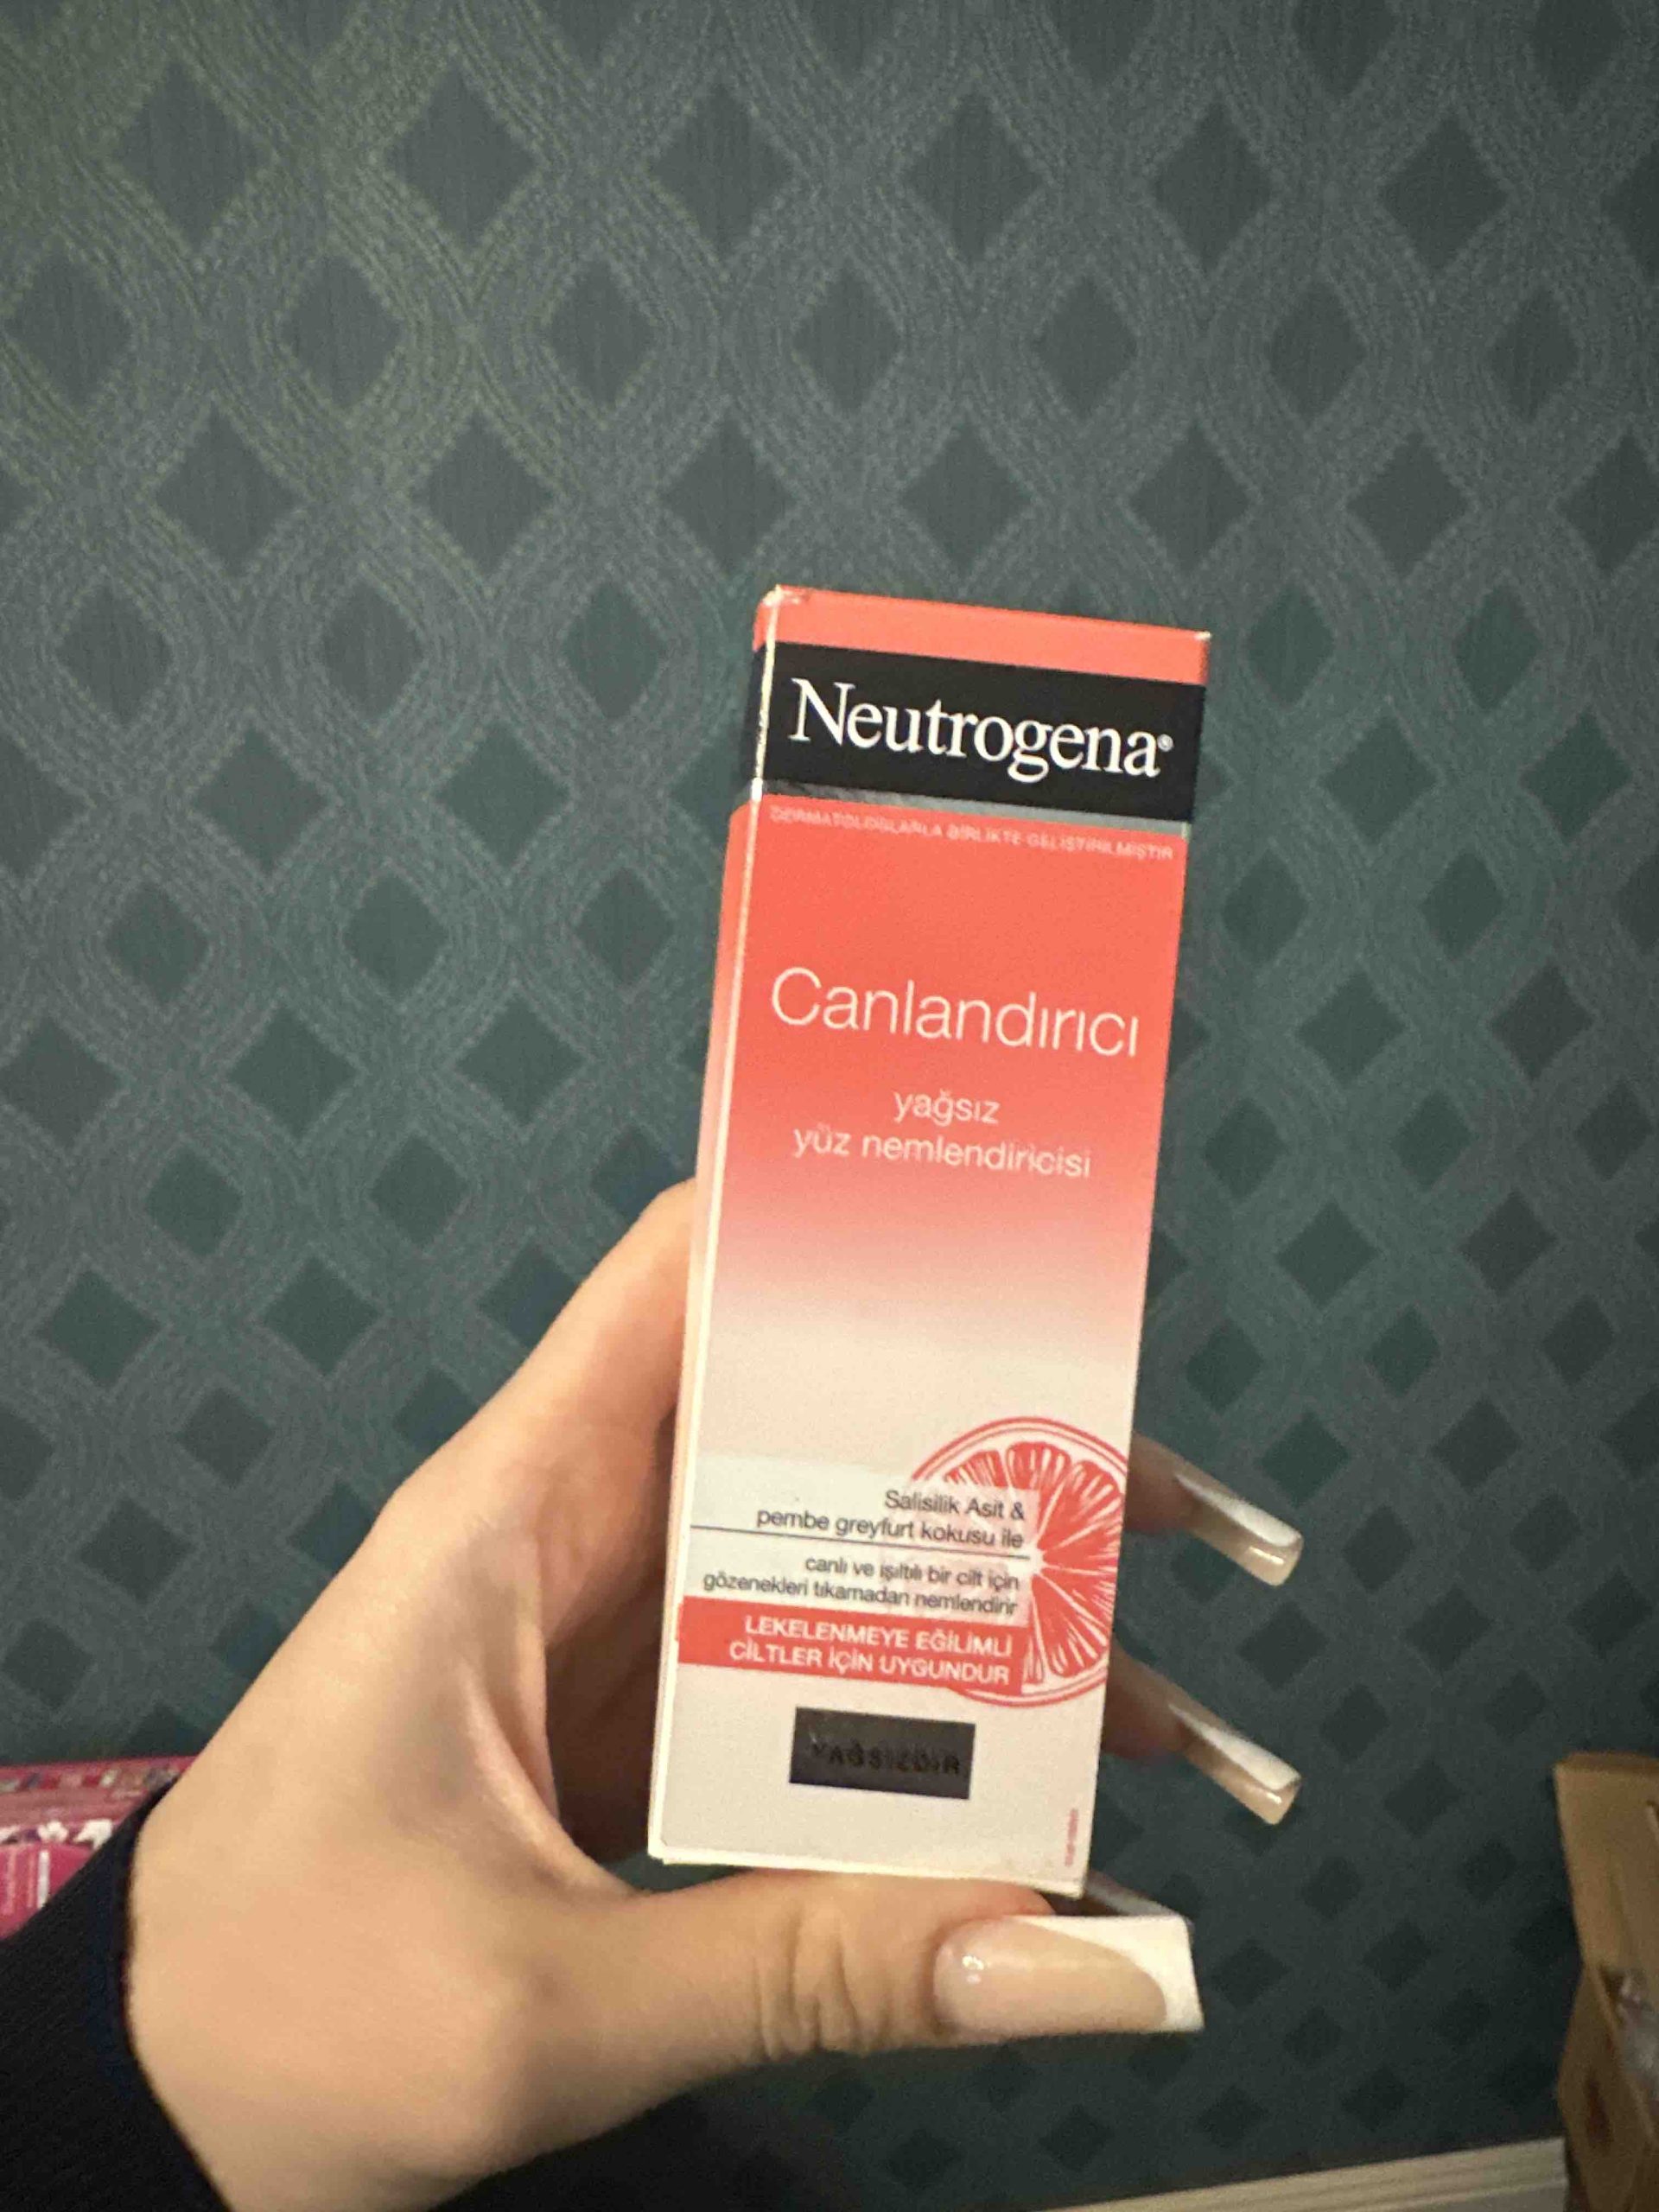 Neutrogena®
DERMATOLOGLARLA BİRLİKTE GELİŞTİRİLMİŞTİR
Canlandırıcı
yağsız
yüz nemlendiricisi
Salisilik Asit &
pembe greyfurt kokusu ile
canlı ve ışıltılı bir cilt için
gözenekleri tıkamadan nemlendirir
LEKELENMEYE EĞİLİMLİ
CİLTLER İÇİN UYGUNDUR
YAĞSIZDIR